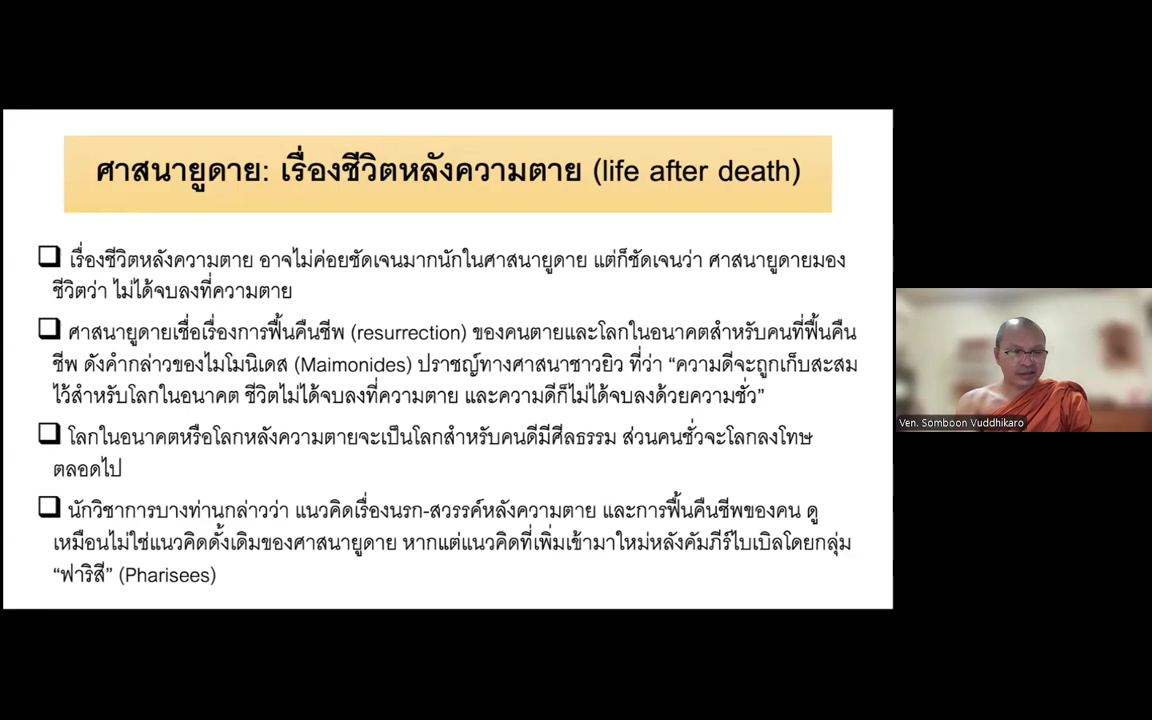 ศาสนายูดาย: เรื่องชีวิตหลังความตาย (life after death)
❑ เรื่องชีวิตหลังความตาย อาจไม่ค่อยชัดเจนมากนักในศาสนายูดาย แต่ก็ชัดเจนว่า ศาสนายูดายมอง
ชีวิตว่า ไม่ได้จบลงที่ความตาย
❑ ศาสนายูดายเชื่อเรื่องการฟื้นคืนชีพ (resurrection) ของคนตายและโลกในอนาคตสำหรับคนที่ฟื้นคืน
ชีพ ดังคำกล่าวของไมโมนิเดส (Maimonides) ปราชญ์ทางศาสนาชาวยิว ที่ว่า “ความดีจะถูกเก็บสะสม
ไว้สำหรับโลกในอนาคต ชีวิตไม่ได้จบลงที่ความตาย และความดีก็ไม่ได้จบลงด้วยความชั่ว”
❑ โลกในอนาคตหรือโลกหลังความตายจะเป็นโลกสำหรับคนดีมีศีลธรรม ส่วนคนชั่วจะโลกลงโทษ
ตลอดไป
❑ นักวิชาการบางท่านกล่าวว่า แนวคิดเรื่องนรก-สวรรค์หลังความตาย และการฟื้นคืนชีพของคน ดู
เหมือนไม่ใช่แนวคิดดั้งเดิมของศาสนายูดาย หากแต่แนวคิดที่เพิ่มเข้ามาใหม่หลังคัมภีร์ไบเบิลโดยกลุ่ม
“ฟาริสี” (Pharisees)
Ven. Somboon Vuddhikaro